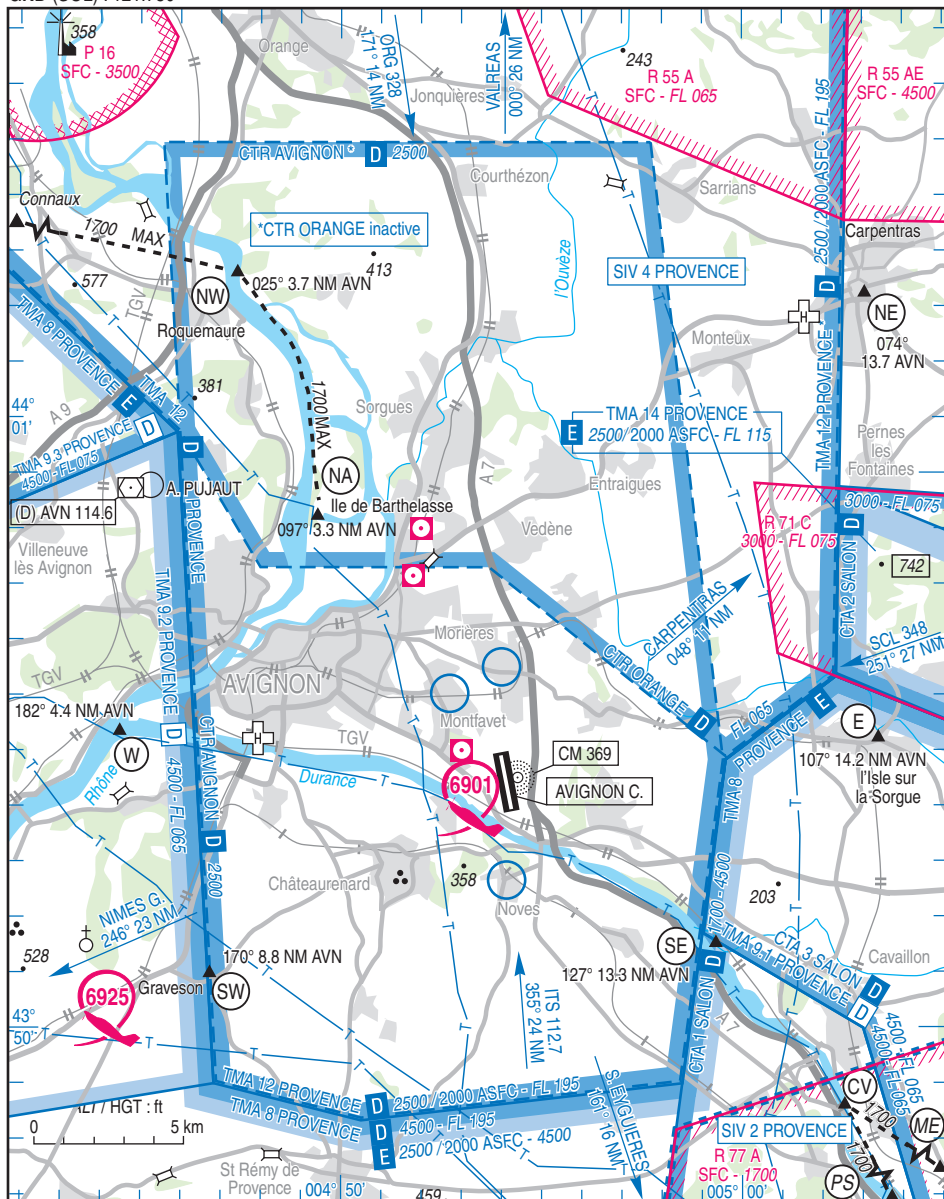 358
P 16
SFC - 3500
Orange
ORG 328
171° 14 NM
Jonquières
VALREAS
000° 26 NM
243
R 55 A
SFC - FL 065
R 55 AE
SFC - 4500
CTR AVIGNON * D 2500
Courthézon
Sarrians
2500/2000 ASFC - FL 195
Connaux
1700 MAX
*CTR ORANGE inactive
413
Carpentras
577
025° 3.7 NM AVN
l'Ouvèze
SIV 4 PROVENCE
D
TGV
NW
Roquemaure
NE
074°
13.7 AVN
Monteux
H
TMA 8 PROVENCE
E
TMA 12
381
1700 MAX
Sorgues
44°
01'
A 9
TMA 14 PROVENCE
E
2500/2000 ASFC - FL 115
TMA 12 PROVENCE
Pernes
les
Fontaines
TMA 9.3 PROVENCE
4500 - FL 075
D
D
PROVENCE
NA
A 7
Entraigues
A. PUJAUT
Ile de Barthelasse
3000 - FL 075
(D) AVN 114.6
097° 3.3 NM AVN
Vedène
R 71 C
3000 - FL 075
D
Villeneuve
lès Avignon
742
CTA 2 SALON
TMA 9.2 PROVENCE
CARPENTRAS
048° 11 NM
SCL 348
251° 27 NM
Morières
CTR ORANGE
D
TGV
AVIGNON
182° 4.4 NM AVN
Montfavet
FL 065
TMA 8 PROVENCE
E
E
W
D
CTR AVIGNON
H
TGV
107° 14.2 NM AVN
l'Isle sur
la Sorgue
Rhône
Durance
6901
CM 369
AVIGNON C.
4500 - FL 065
D
2500
Châteaurenard
358
203
NIMES G.
246° 23 NM
Noves
1700 - 4500
528
170° 8.8 NM AVN
SE
TMA 9.1 PROVENCE
CTA 3 SALON
Cavaillon
6925
Graveson
SW
127° 13.3 NM AVN
D
D
D
43°
50'
ITS 112.7
355° 24 NM
CTA 1 SALON
A 7
4500 - FL 065
4500 - FL 065
TMA 12 PROVENCE
D
2500/2000 ASFC - FL 195
TMA 8 PROVENCE
D
4500 - FL 195
E
2500/2000 ASFC - 4500
S. EYGUIERES
161° 16 NM
CV
1700
ME
ALT / HGT : ft
0
5 km
SIV 2 PROVENCE
R 77 A
SFC - 1700
1700
PS
St Rémy de
Provence
004° 50'
459
005° 00'